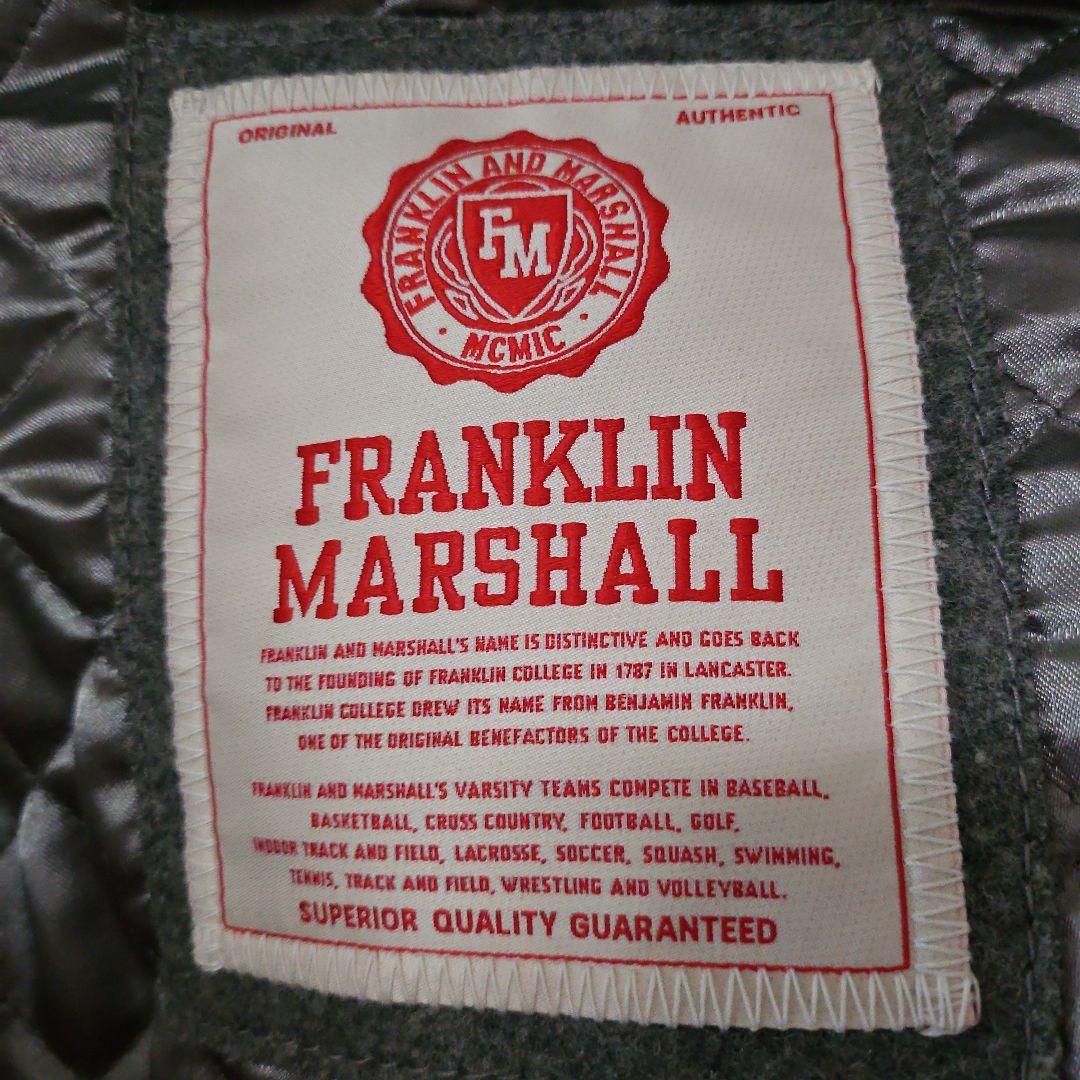 ORIGINAL AUTHENTIC
FRANKLIN AND MARSHALL
FM
· MCMIC ·
FRANKLIN
MARSHALL
FRANKLIN AND MARSHALL'S NAME IS DISTINCTIVE AND GOES BACK
TO THE FOUNDING OF FRANKLIN COLLEGE IN 1787 IN LANCASTER.
FRANKLIN COLLEGE DREW ITS NAME FROM BENJAMIN FRANKLIN,
ONE OF THE ORIGINAL BENEFACTORS OF THE COLLEGE.
FRANKLIN AND MARSHALL'S VARSITY TEAMS COMPETE IN BASEBALL,
BASKETBALL, CROSS COUNTRY, FOOTBALL, GOLF,
INDOOR TRACK AND FIELD, LACROSSE, SOCCER, SQUASH, SWIMMING,
TENNIS, TRACK AND FIELD, WRESTLING AND VOLLEYBALL.
SUPERIOR QUALITY GUARANTEED